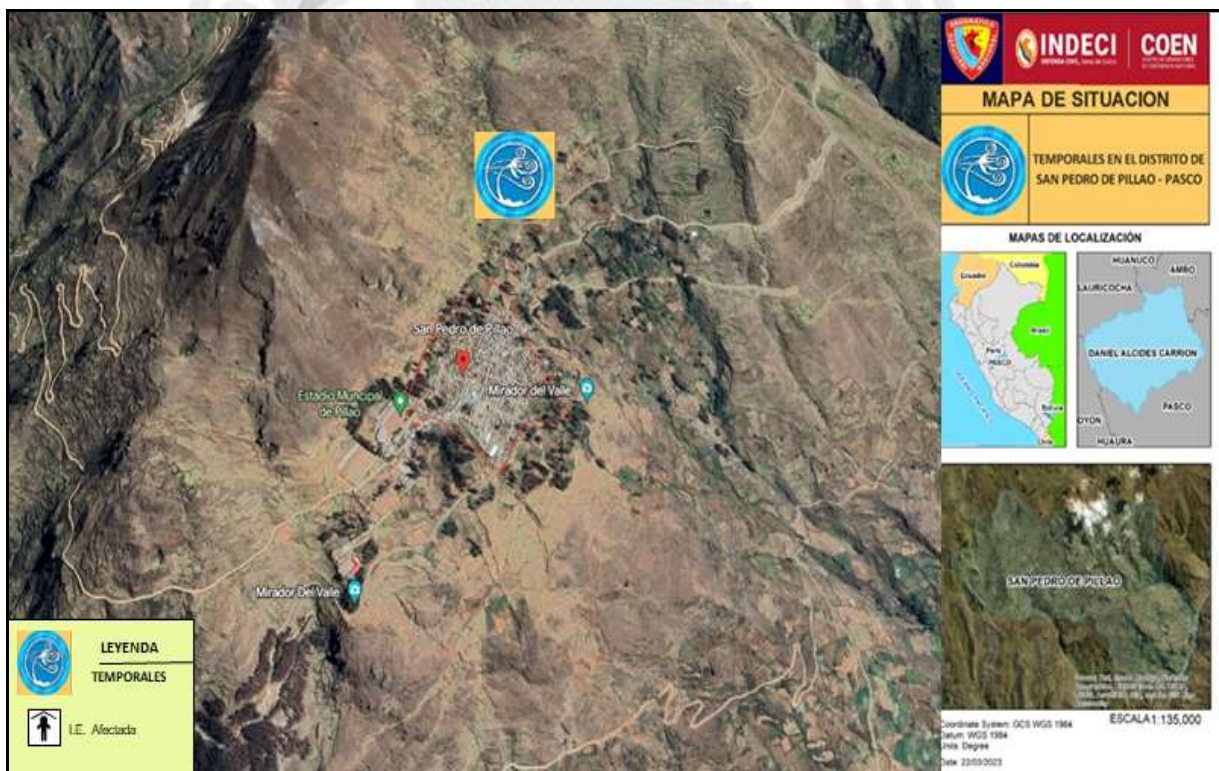 San Pedro de Pillao
Mirador del Valle
Estadio Municipal
de Pillao
Mirador Del Valle
LEYENDA
TEMPORALES
I.E. Afectada
INDECI
COEN
MAPA DE SITUACION
TEMPORALES EN EL DISTRITO DE
SAN PEDRO DE PILLAO - PASCO
MAPAS DE LOCALIZACIÓN
Ecuador
Colombia
Brasil
Perú
PASCO
Bolivia
Chile
HUANUCO
AMBO
LAURICOCHA
DANIEL ALCIDES CARRION
PASCO
OYÓN
HUAURA
SAN PEDRO DE PILLAO
Coordinate System: GCS WGS 1984
Datum: WGS 1984
Units: Degree
Date: 22/03/2023
ESCALA 1:135,000